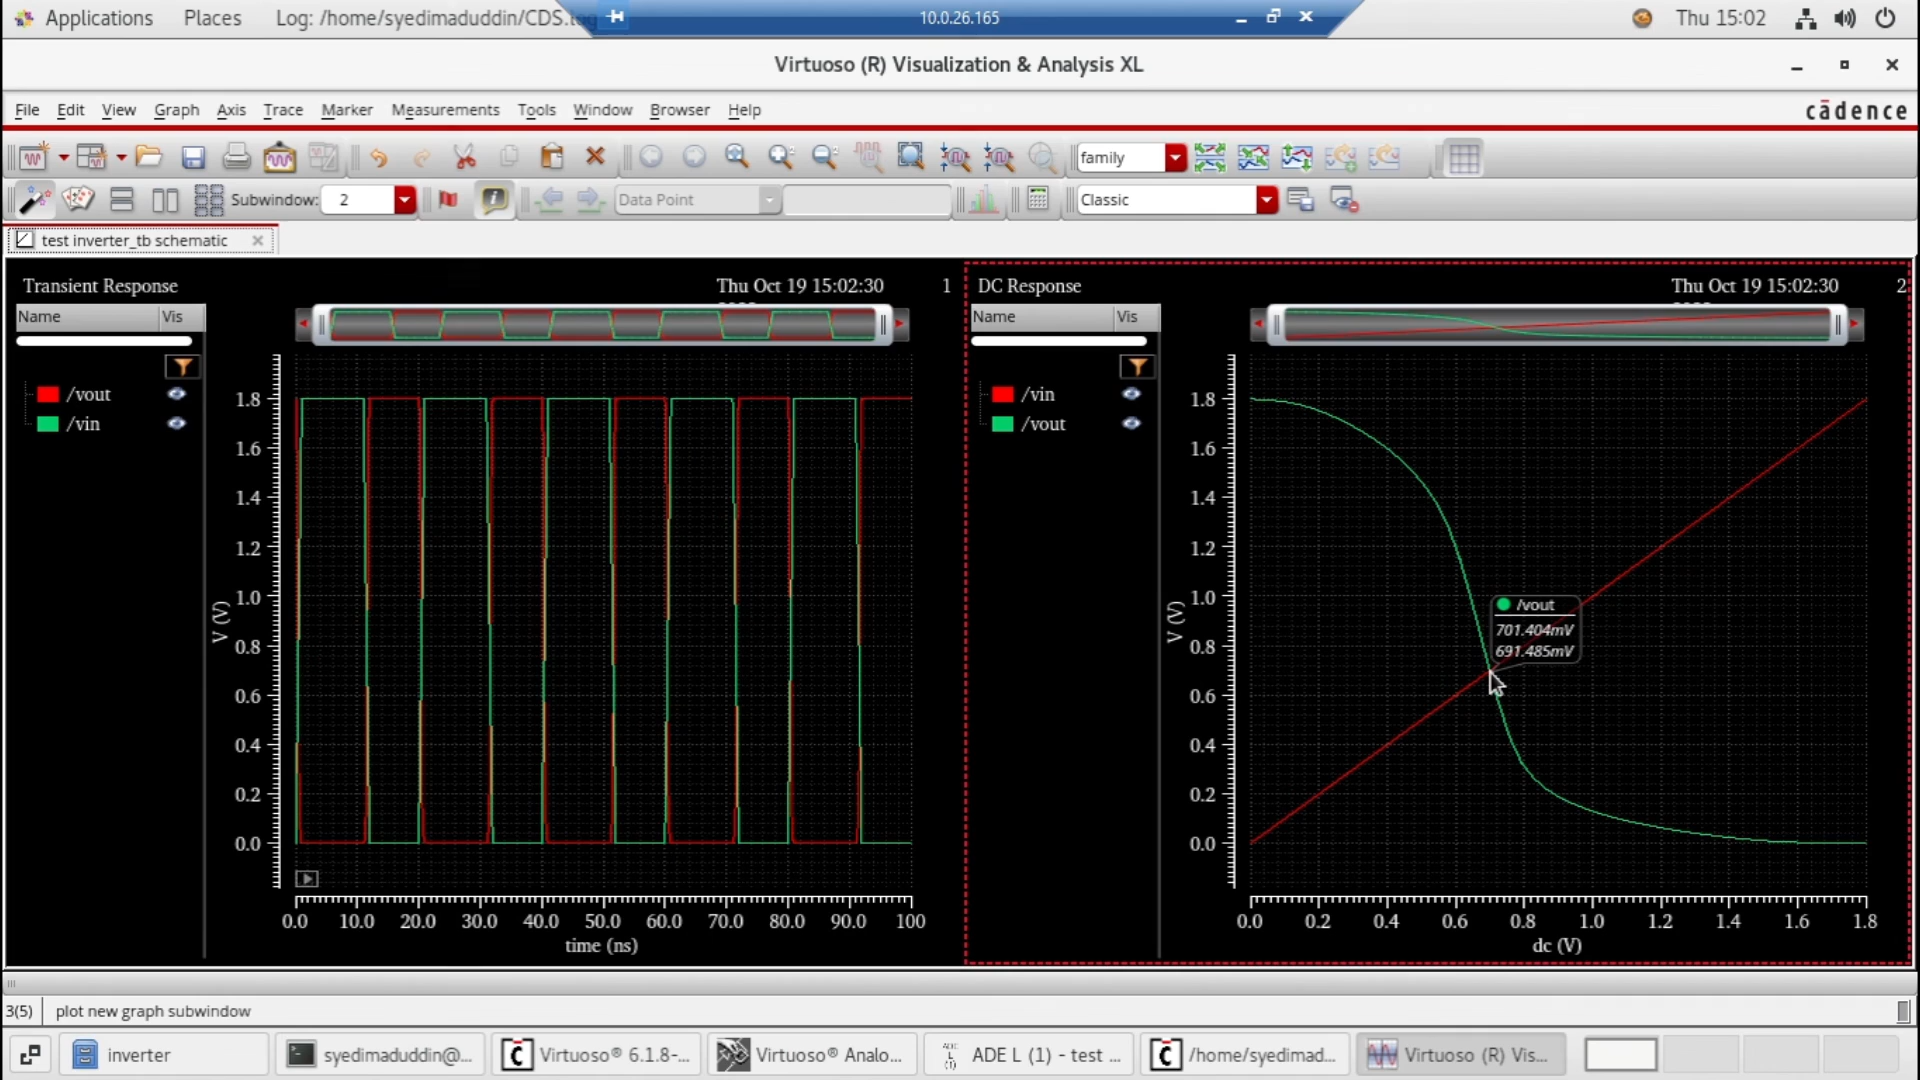 Applications Places Log: /home/syedimaduddin/CDS.log 10.0.26.165 Thu 15:02
Virtuoso (R) Visualization & Analysis XL
File Edit View Graph Axis Trace Marker Measurements Tools Window Browser Help cādence
family
Subwindow: 2 Data Point Classic
test inverter_tb schematic
Transient Response Thu Oct 19 15:02:30 1
Name Vis
/vout
/vin
1.8
1.6
1.4
1.2
1.0
0.8
0.6
0.4
0.2
0.0
V (V)
0.0 10.0 20.0 30.0 40.0 50.0 60.0 70.0 80.0 90.0 100
time (ns)
DC Response Thu Oct 19 15:02:30 2
Name Vis
/vin
/vout
1.8
1.6
1.4
1.2
1.0
0.8
0.6
0.4
0.2
0.0
V (V)
/vout
701.404mV
691.485mV
0.0 0.2 0.4 0.6 0.8 1.0 1.2 1.4 1.6 1.8
dc (V)
3(5) plot new graph subwindow
inverter syedimaduddin@... Virtuoso® 6.1.8-... Virtuoso® Analo... ADE L (1) - test ... /home/syedimad... Virtuoso (R) Vis...